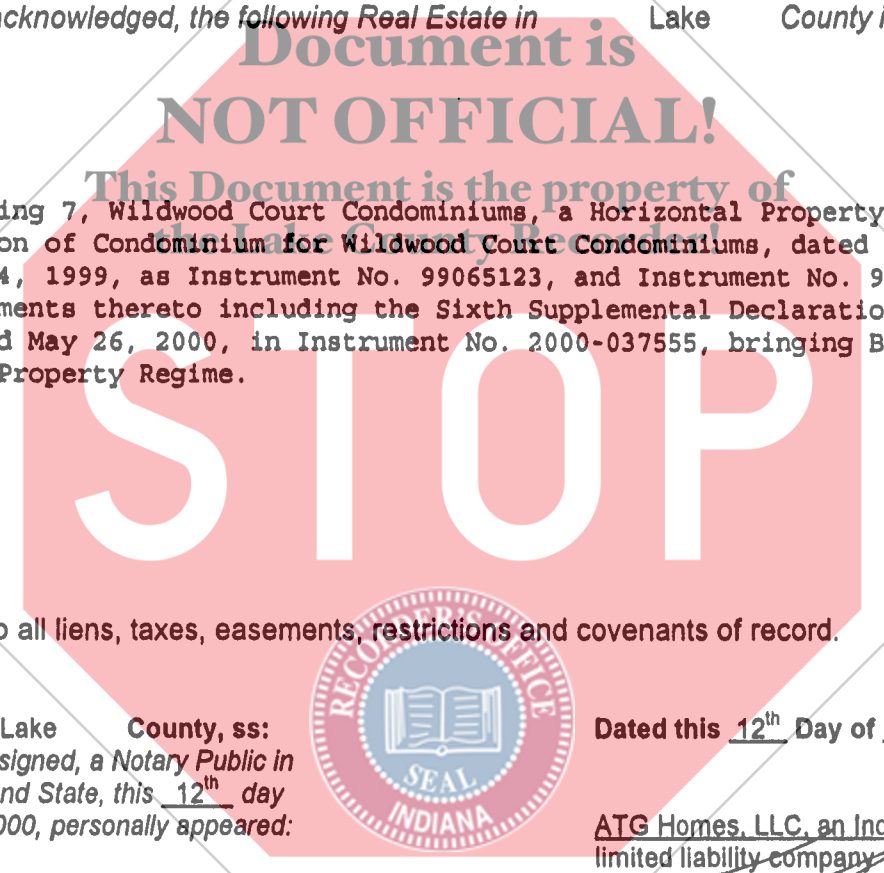 acknowledged, the following Real Estate in Lake County
Document is
NOT OFFICIAL!
This Document is the property of
the Lake County Recorder!
ing 7, Wildwood Court Condominiums, a Horizontal Property
on of Condominium for Wildwood Court Condominiums, dated
4, 1999, as Instrument No. 99065123, and Instrument No. 9
ments thereto including the Sixth Supplemental Declaratio
d May 26, 2000, in Instrument No. 2000-037555, bringing B
Property Regime.
STOP
o all liens, taxes, easements, restrictions and covenants of record.
RECORDER'S OFFICE
SEAL
INDIANA
Lake County, ss:
signed, a Notary Public in
nd State, this 12th day
000, personally appeared:
Dated this 12th Day of
ATG Homes, LLC, an Ind
limited liability company